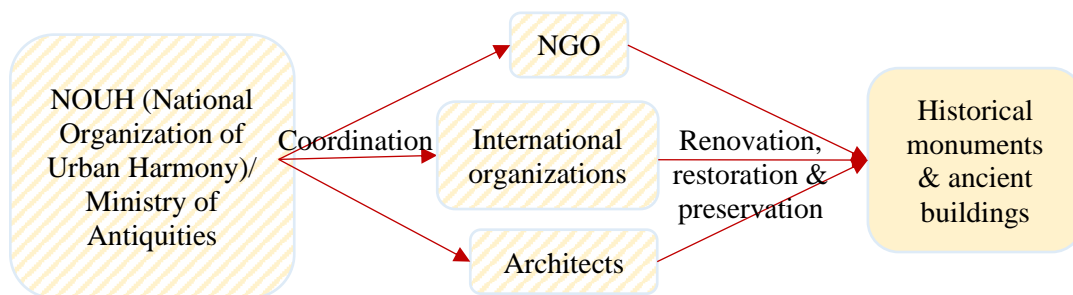 NOUH (National
Organization of
Urban Harmony)/
Ministry of
Antiquities
Coordination
NGO
International
organizations
Architects
Renovation,
restoration &
preservation
Historical
monuments
& ancient
buildings